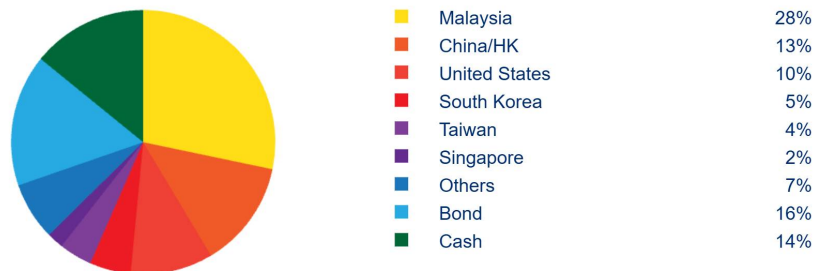 Malaysia 28%
China/HK 13%
United States 10%
South Korea 5%
Taiwan 4%
Singapore 2%
Others 7%
Bond 16%
Cash 14%